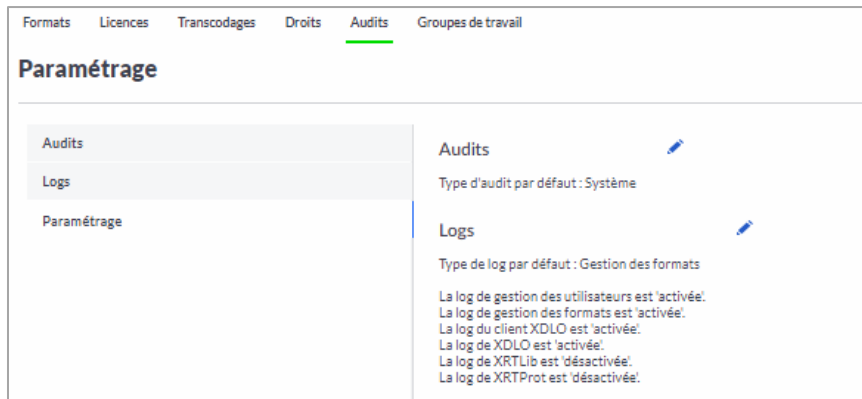 Formats Licences Transcodages Droits Audits Groupes de travail
Paramétrage
Audits
Logs
Paramétrage
Audits
Type d'audit par défaut : Système
Logs
Type de log par défaut : Gestion des formats
La log de gestion des utilisateurs est 'activée'.
La log de gestion des formats est 'activée'.
La log du client XDLO est 'activée'.
La log de XDLO est 'activée'.
La log de XRTLib est 'désactivée'.
La log de XRTProt est 'désactivée'.